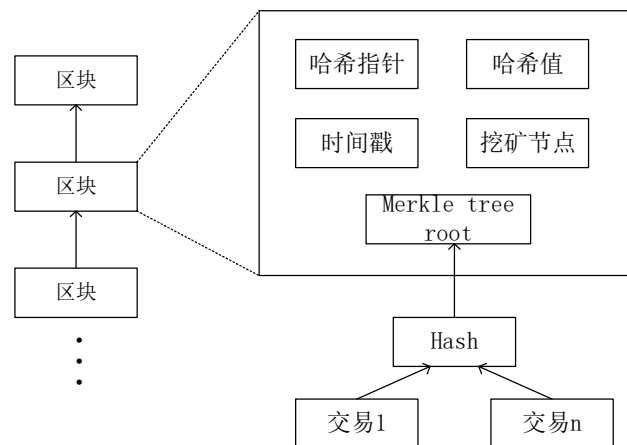 区块
区块
区块
哈希指针
哈希值
时间戳
挖矿节点
Merkle tree
root
Hash
交易1
交易n